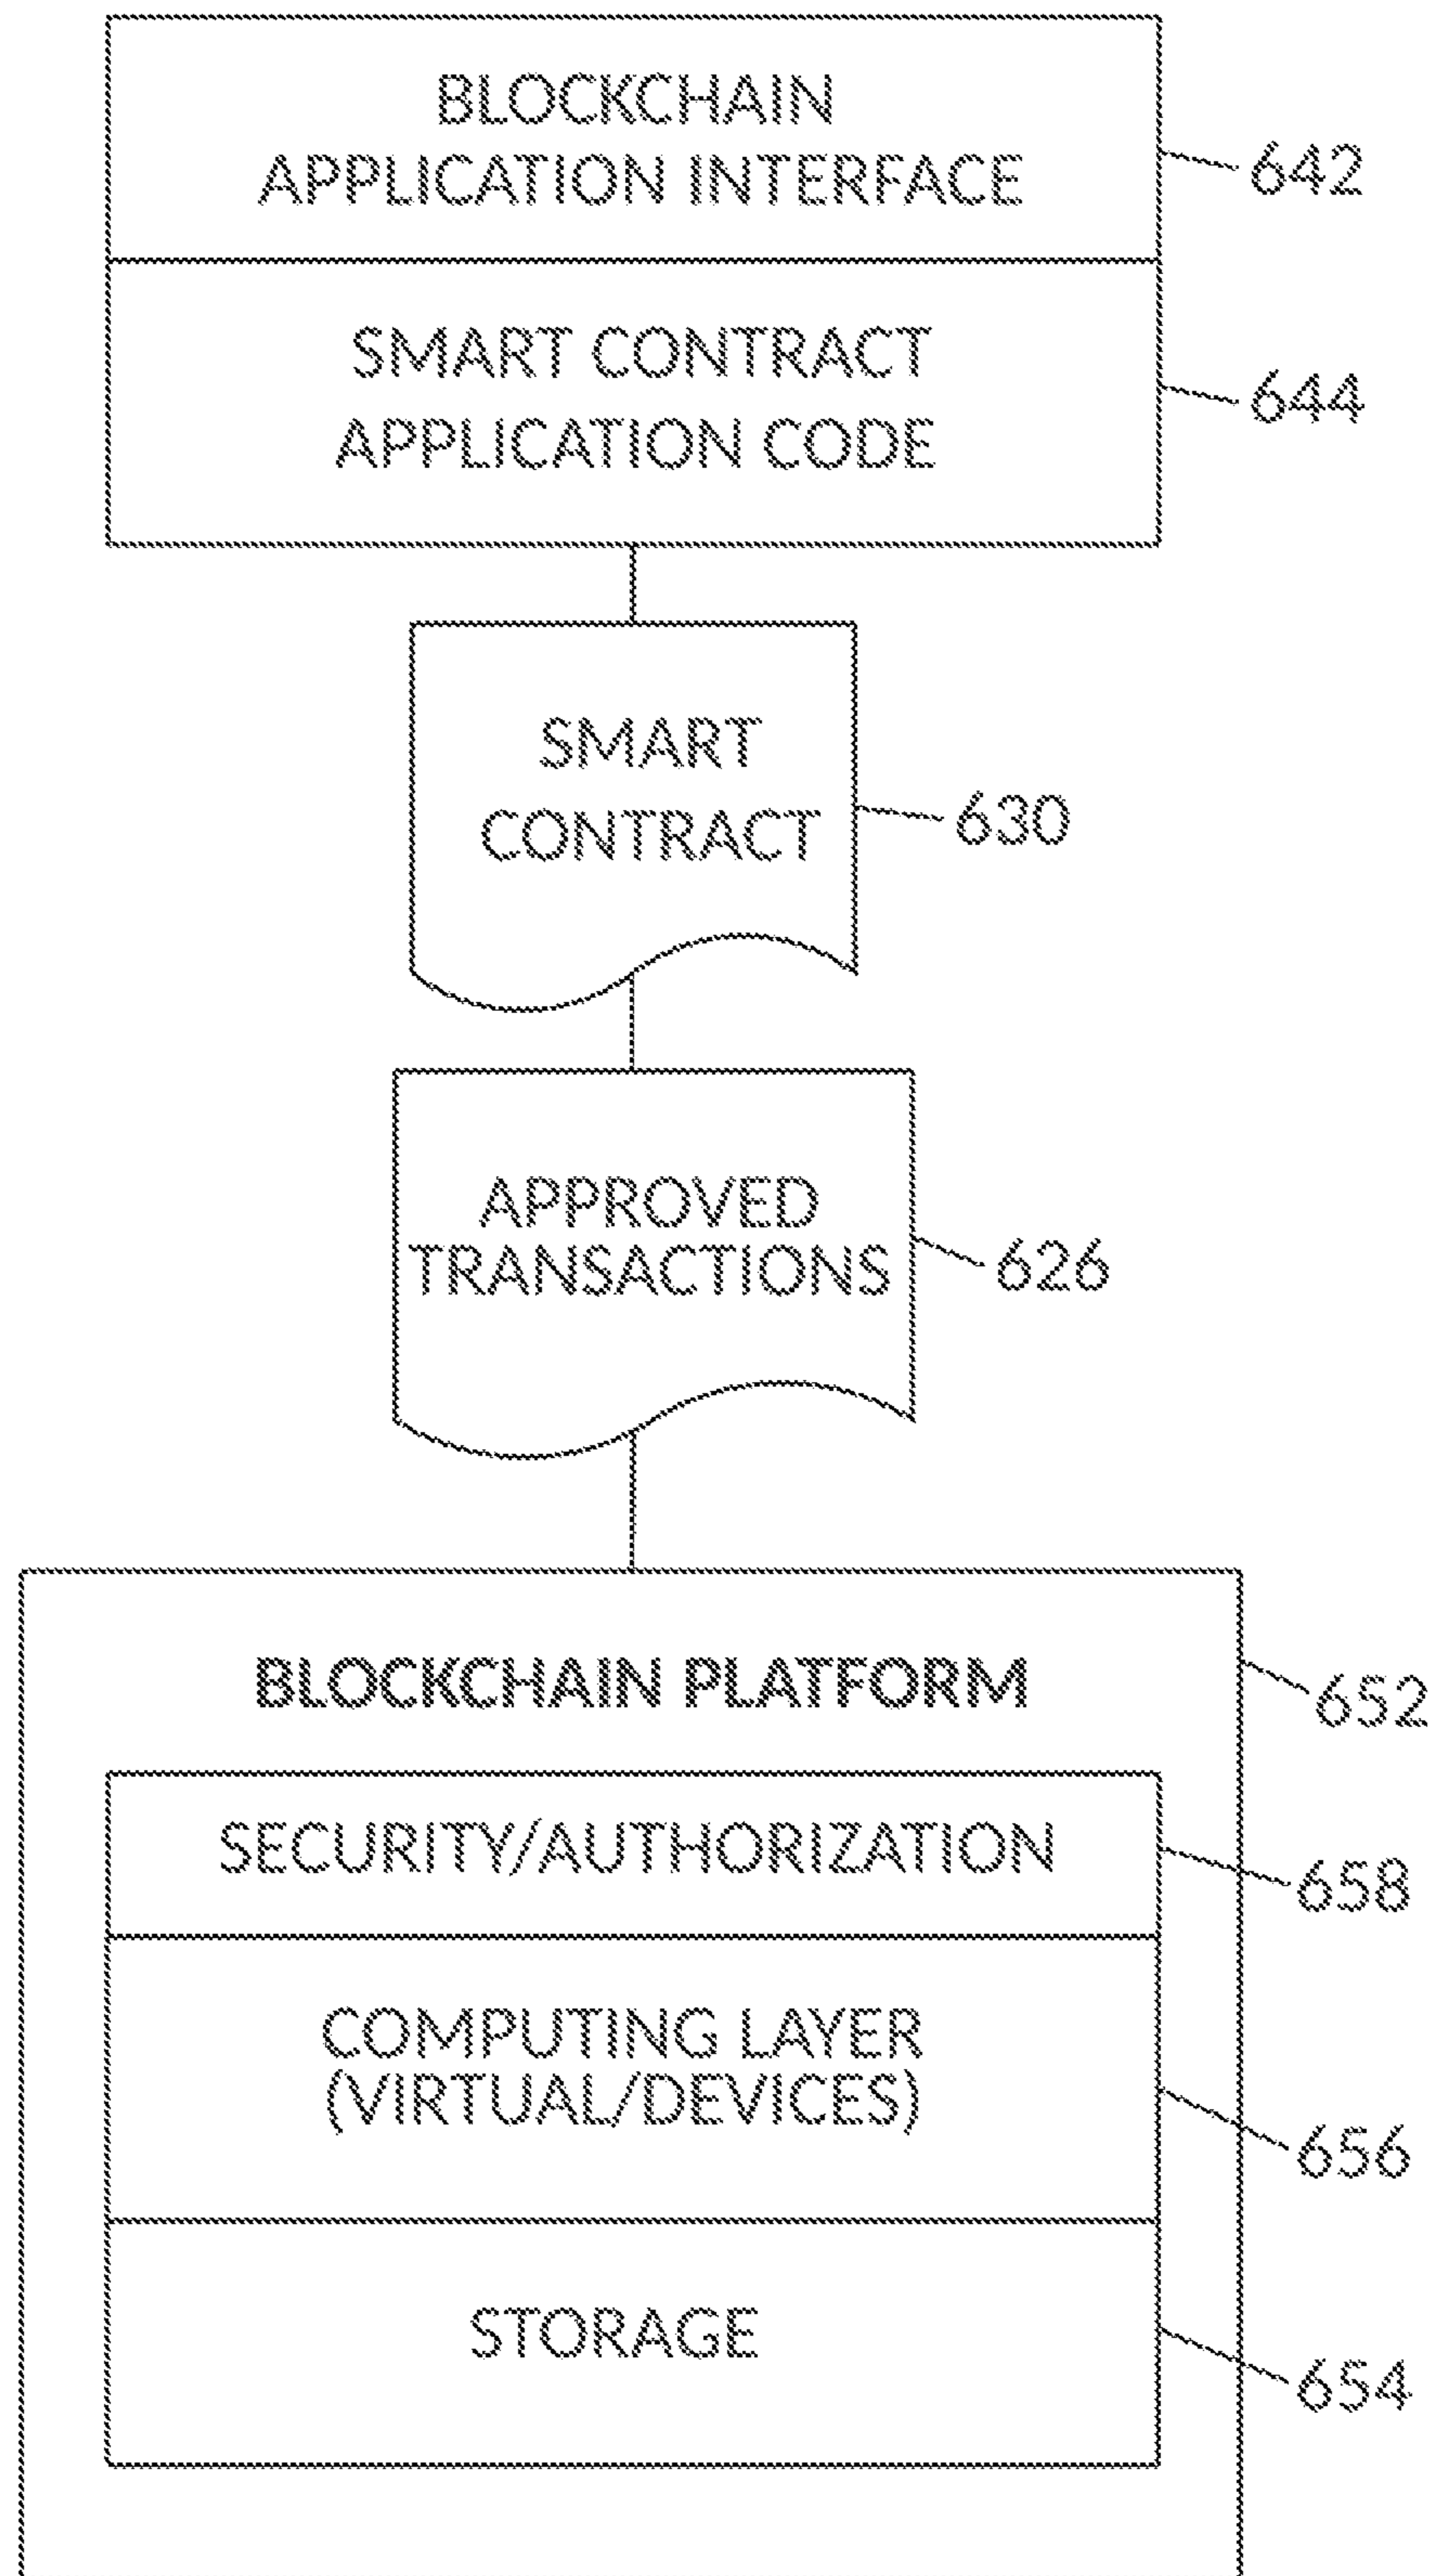 BLOCKCHAIN
APPLICATION INTERFACE
642
SMART CONTRACT
APPLICATION CODE
644
SMART
CONTRACT
630
APPROVED
TRANSACTIONS
626
BLOCKCHAIN PLATFORM
652
SECURITY/AUTHORIZATION
658
COMPUTING LAYER
(VIRTUAL/DEVICES)
656
STORAGE
654